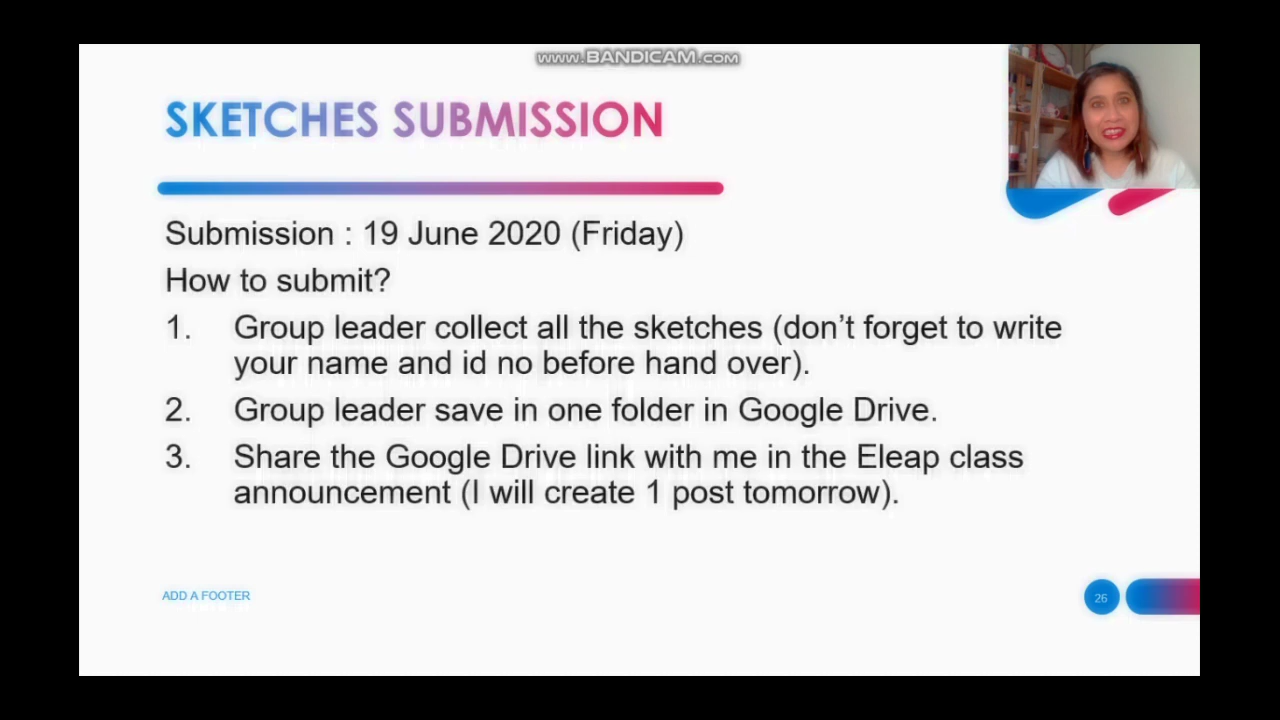 www.BANDICAM.COM
SKETCHES SUBMISSION
Submission : 19 June 2020 (Friday)
How to submit?
1. Group leader collect all the sketches (don’t forget to write
your name and id no before hand over).
2. Group leader save in one folder in Google Drive.
3. Share the Google Drive link with me in the Eleap class
announcement (I will create 1 post tomorrow).
ADD A FOOTER
26